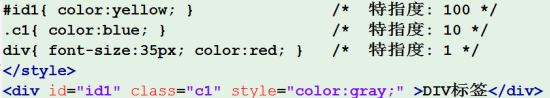 #id1{ color:yellow; } /* 特指度: 100 */
.c1{ color:blue; } /* 特指度: 10 */
div{ font-size:35px; color:red; } /* 特指度: 1 */
</style>
<div id="id1" class="c1" style="color:gray;" >DIV标签</div>